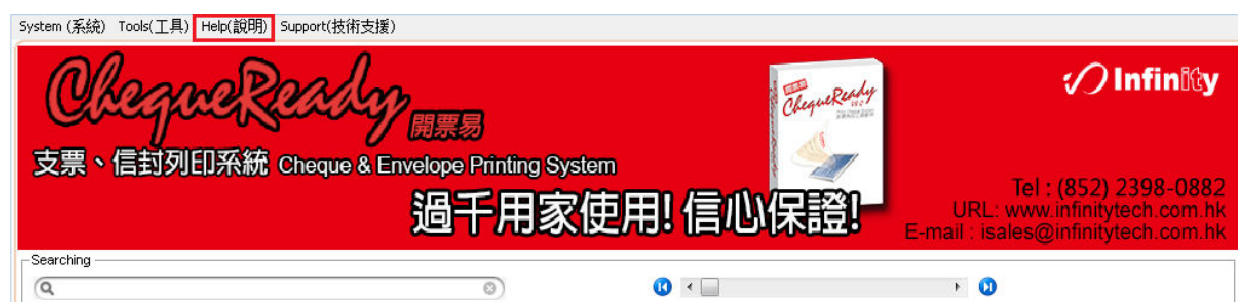 System (系統) Tools(工具) Help(說明) Support(技術支援)
ChequeReady 開票易
支票、信封列印系統 Cheque & Envelope Printing System
過千用家使用! 信心保證!
ChequeReady
Infinity
Tel : (852) 2398-0882
URL: www.infinitytech.com.hk
E-mail : isales@infinitytech.com.hk
Searching